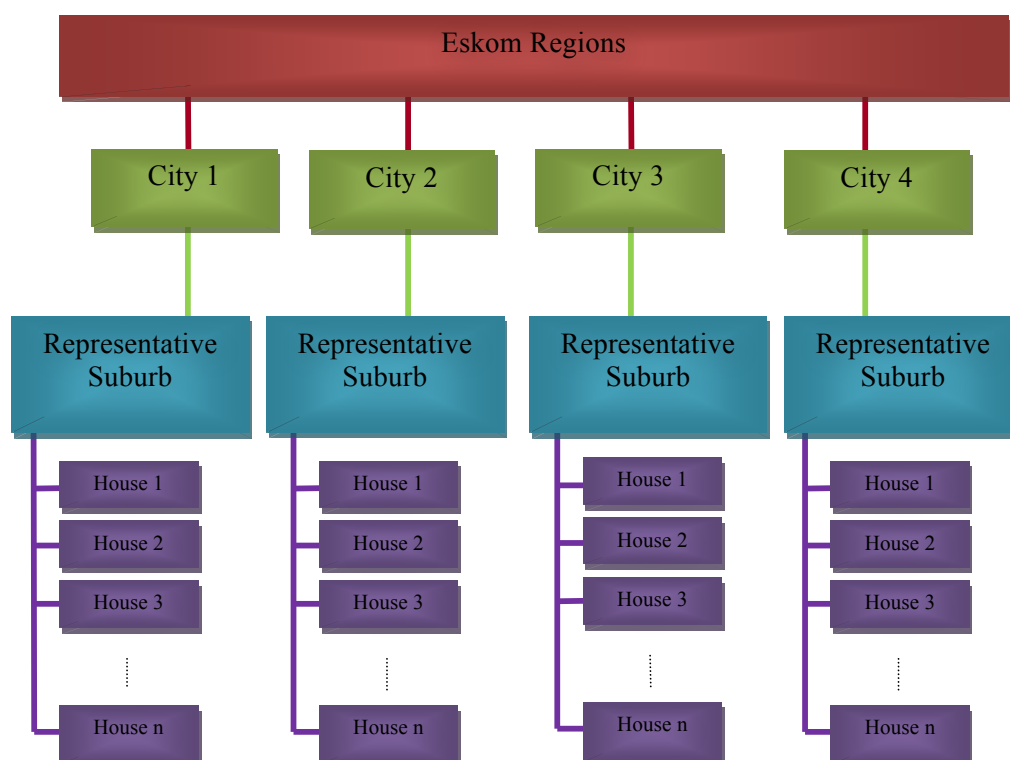 Eskom Regions
City 1
City 2
City 3
City 4
Representative
Suburb
Representative
Suburb
Representative
Suburb
Representative
Suburb
House 1
House 2
House 3
House n
House 1
House 2
House 3
House n
House 1
House 2
House 3
House n
House 1
House 2
House 3
House n